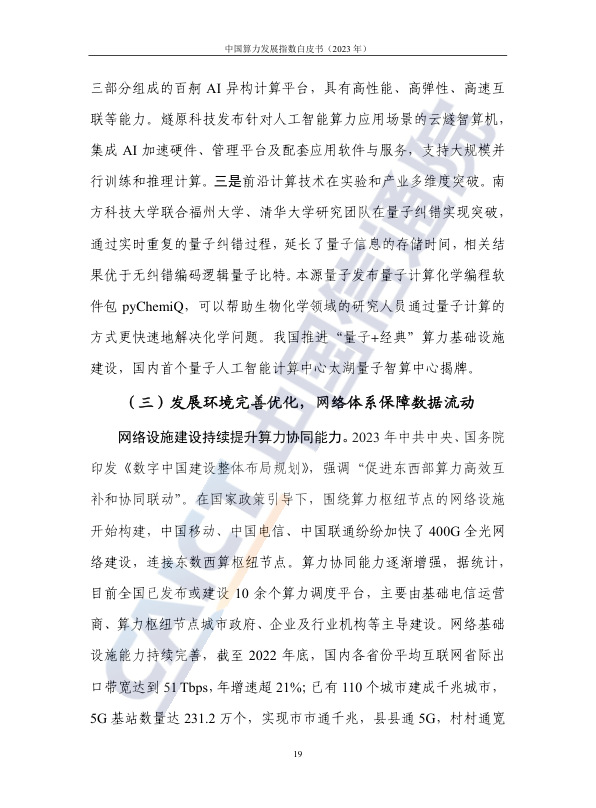 中国算力发展指数白皮书（2023 年）
三部分组成的百舸 AI 异构计算平台，具有高性能、高弹性、高速互
联等能力。燧原科技发布针对人工智能算力应用场景的云燧智算机，
集成 AI 加速硬件、管理平台及配套应用软件与服务，支持大规模并
行训练和推理计算。三是前沿计算技术在实验和产业多维度突破。南
方科技大学联合福州大学、清华大学研究团队在量子纠错实现突破，
通过实时重复的量子纠错过程，延长了量子信息的存储时间，相关结
果优于无纠错编码逻辑量子比特。本源量子发布量子计算化学编程软
件包 pyChemiQ，可以帮助生物化学领域的研究人员通过量子计算的
方式更快速地解决化学问题。我国推进“量子+经典”算力基础设施
建设，国内首个量子人工智能计算中心太湖量子智算中心揭牌。
（三）发展环境完善优化，网络体系保障数据流动
网络设施建设持续提升算力协同能力。2023 年中共中央、国务院
印发《数字中国建设整体布局规划》，强调“促进东西部算力高效互
补和协同联动”。在国家政策引导下，围绕算力枢纽节点的网络设施
开始构建，中国移动、中国电信、中国联通纷纷加快了 400G 全光网
络建设，连接东数西算枢纽节点。算力协同能力逐渐增强，据统计，
目前全国已发布或建设 10 余个算力调度平台，主要由基础电信运营
商、算力枢纽节点城市政府、企业及行业机构等主导建设。网络基础
设施能力持续完善，截至 2022 年底，国内各省份平均互联网省际出
口带宽达到 51 Tbps，年增速超 21%；已有 110 个城市建成千兆城市，
5G 基站数量达 231.2 万个，实现市市通千兆，县县通 5G，村村通宽
19
CAICT 中国信通院